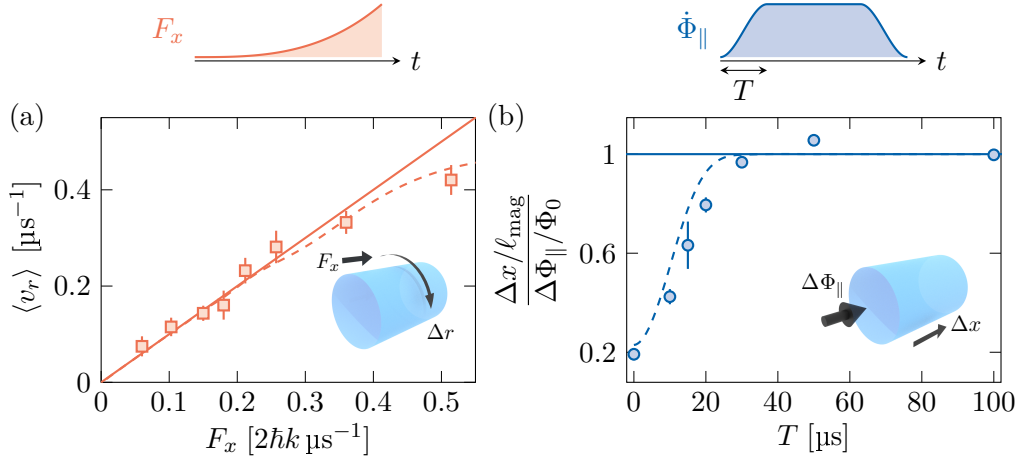 F_x
t
Φ̇_∥
t
T
(a)
⟨v_r⟩ [µs⁻¹]
0.4
0.2
0
0 0.1 0.2 0.3 0.4 0.5
F_x [2ħk µs⁻¹]
F_x
Δr
(b)
Δx/ℓ_mag
ΔΦ_∥/Φ_0
1
0.6
0.2
0 20 40 60 80 100
T [µs]
ΔΦ_∥
Δx